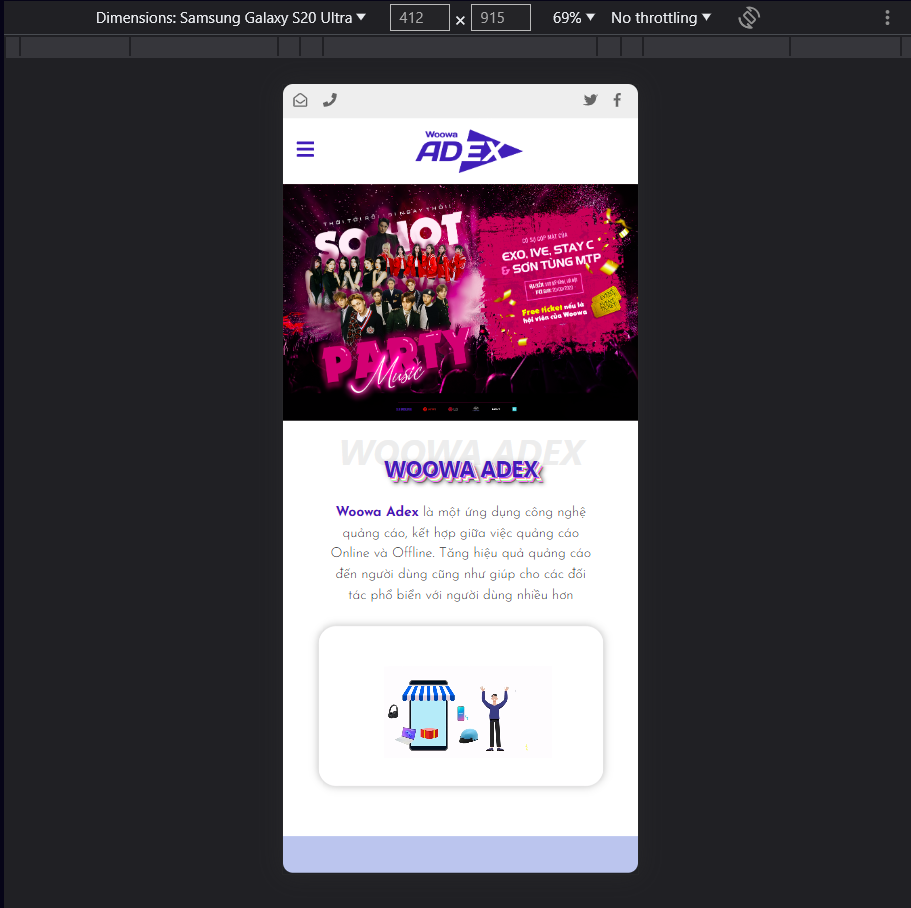 Dimensions: Samsung Galaxy S20 Ultra 412 × 915 69% No throttling
Woowa
ADEX
THỜI TỚI RỒI ! ĐI NGAY THÔI !
SO HOT
PARTY
Music
CÓ SỰ GÓP MẶT CỦA
EXO, IVE, STAY C
& SƠN TÙNG MTP
Free ticket nếu là
hội viên của Woowa
WOOWA ADEX
WOOWA ADEX
Woowa Adex là một ứng dụng công nghệ
quảng cáo, kết hợp giữa việc quảng cáo
Online và Offline. Tăng hiệu quả quảng cáo
đến người dùng cũng như giúp cho các đối
tác phổ biến với người dùng nhiều hơn